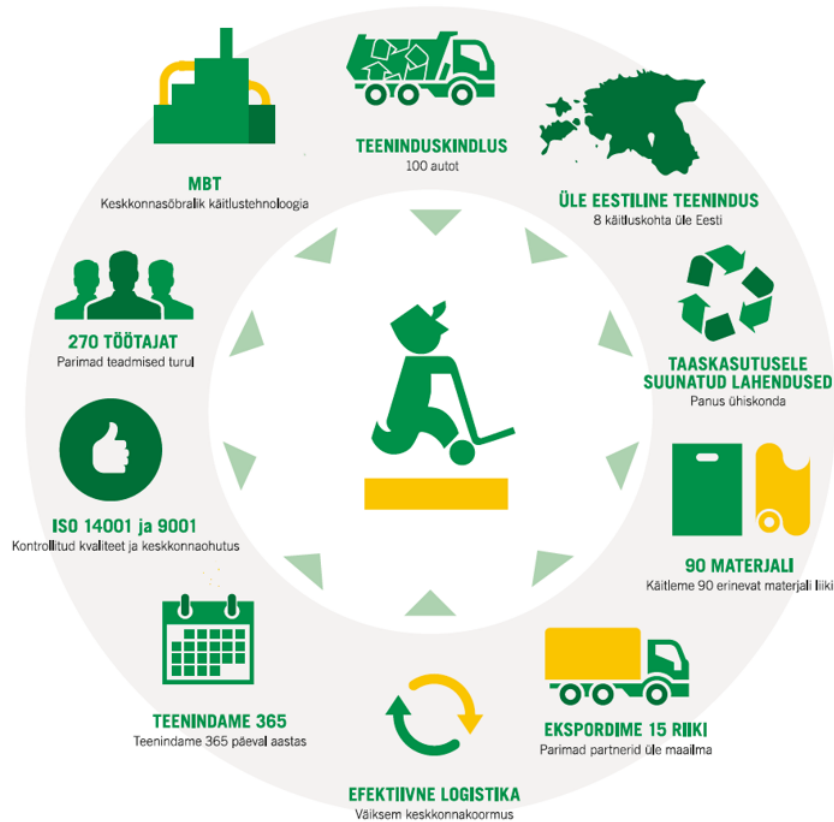 TEENINDUSKINDLUS
100 autot
ÜLE EESTILINE TEENINDUS
8 käitluskohta üle Eesti
TAASKASUTUSELE
SUUNATUD LAHENDUSED
Panus ühiskonda
90 MATERJALI
Käitleme 90 erinevat materjali liiki
EKSPORDIME 15 RIIKI
Parimad partnerid üle maailma
EFEKTIIVNE LOGISTIKA
Väiksem keskkonnakoormus
TEENINDAME 365
Teenindame 365 päeval aastas
ISO 14001 ja 9001
Kontrollitud kvaliteet ja keskkonnaohutus
270 TÖÖTAJAT
Parimad teadmised turul
MBT
Keskkonnasõbralik käitlustehnoloogia